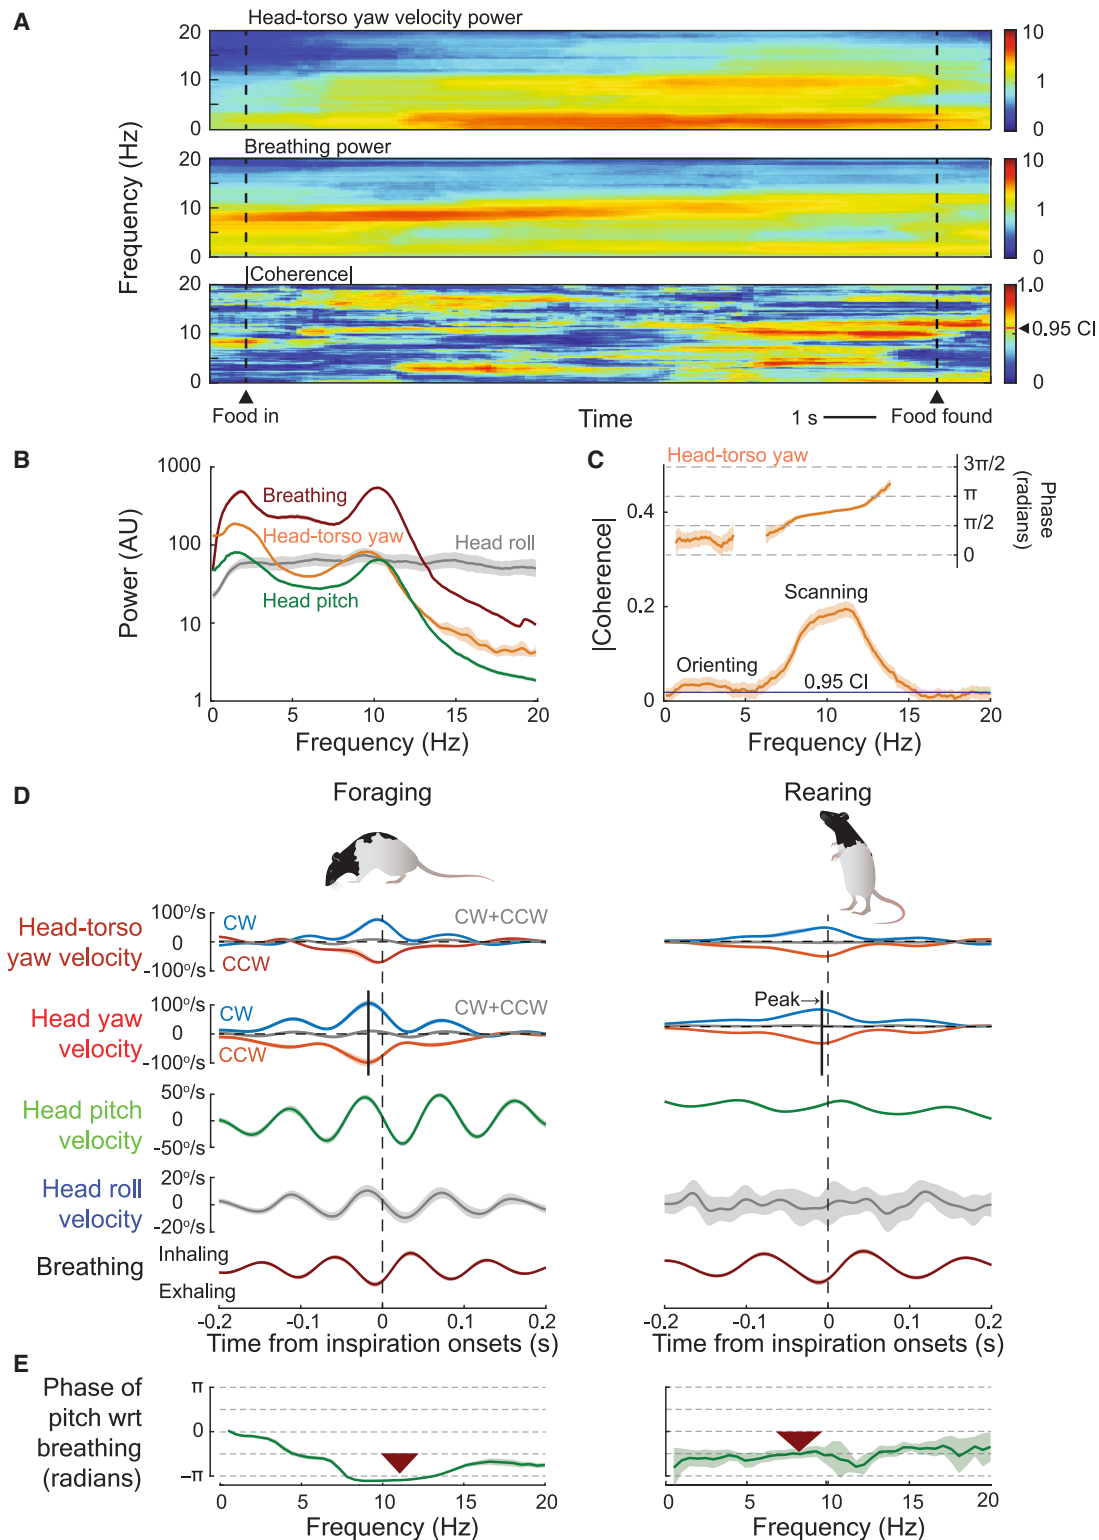 A
Head-torso yaw velocity power
20
10
0
10
1
0
Breathing power
20
10
0
10
1
0
Frequency (Hz)
|Coherence|
20
10
0
1.0
0.95 CI
0
Food in
Time
1 s
Food found
B
1000
100
10
1
Power (AU)
Breathing
Head-torso yaw
Head roll
Head pitch
0 5 10 15 20
Frequency (Hz)
C
Head-torso yaw
3π/2
π
π/2
0
Phase (radians)
0.4
0.2
0
|Coherence|
Scanning
Orienting
0.95 CI
0 5 10 15 20
Frequency (Hz)
D
Foraging
Rearing
Head-torso yaw velocity
100º/s
0
-100º/s
CW
CW+CCW
CCW
Head yaw velocity
100º/s
0
-100º/s
CW
CW+CCW
CCW
Peak→
Head pitch velocity
50º/s
0
-50º/s
Head roll velocity
20º/s
0
-20º/s
Breathing
Inhaling
Exhaling
-0.2 -0.1 0 0.1 0.2
Time from inspiration onsets (s)
-0.2 -0.1 0 0.1 0.2
Time from inspiration onsets (s)
E
Phase of pitch wrt breathing (radians)
π
0
−π
0 5 10 15 20
Frequency (Hz)
0 5 10 15 20
Frequency (Hz)